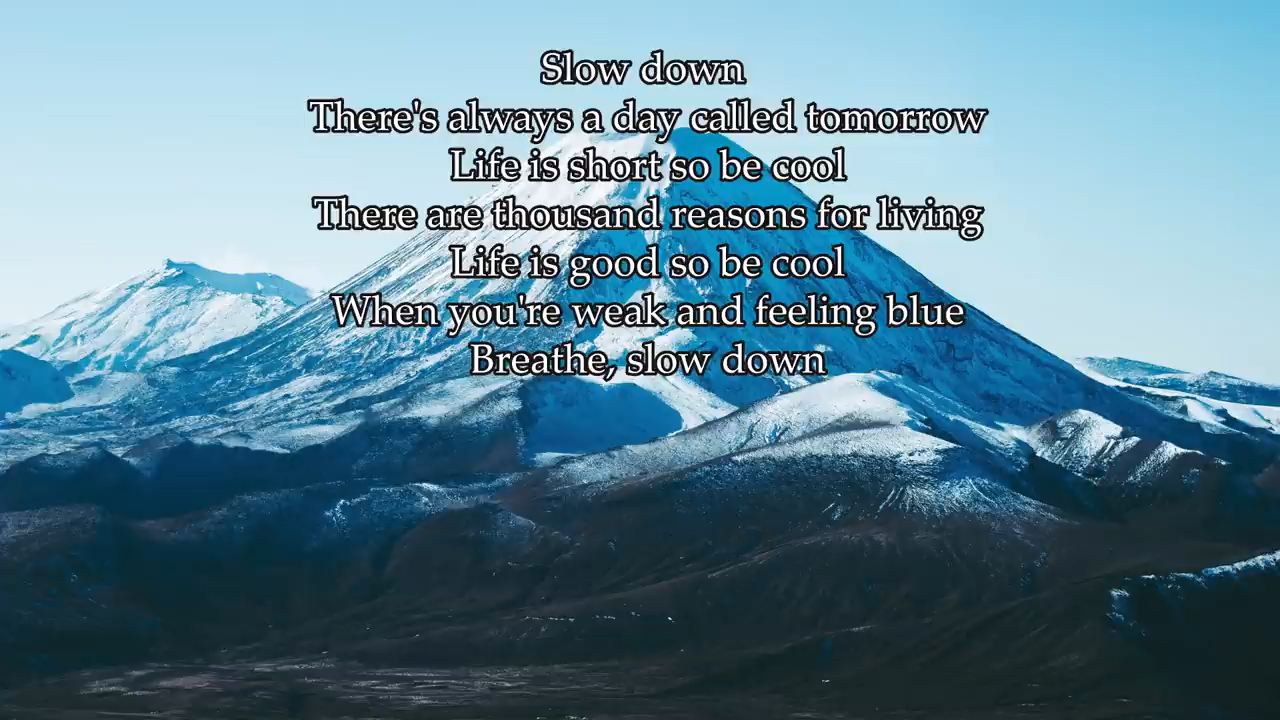 Slow down
There's always a day called tomorrow
Life is short so be cool
There are thousand reasons for living
Life is good so be cool
When you're weak and feeling blue
Breathe, slow down